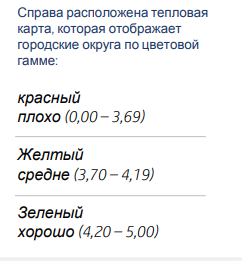 Справа расположена тепловая
карта, которая отображает
городские округа по цветовой
гамме:
красный
плохо (0,00 – 3,69)
Желтый
средне (3,70 – 4,19)
Зеленый
хорошо (4,20 – 5,00)